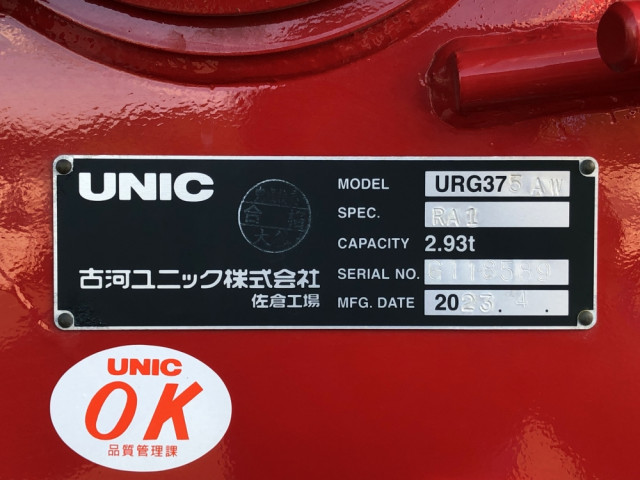 UNIC
MODEL URG375AW
SPEC. RA1
CAPACITY 2.93t
SERIAL NO.
MFG. DATE 2023.4.
古河ユニック株式会社
佐倉工場
UNIC
OK
品質管理課